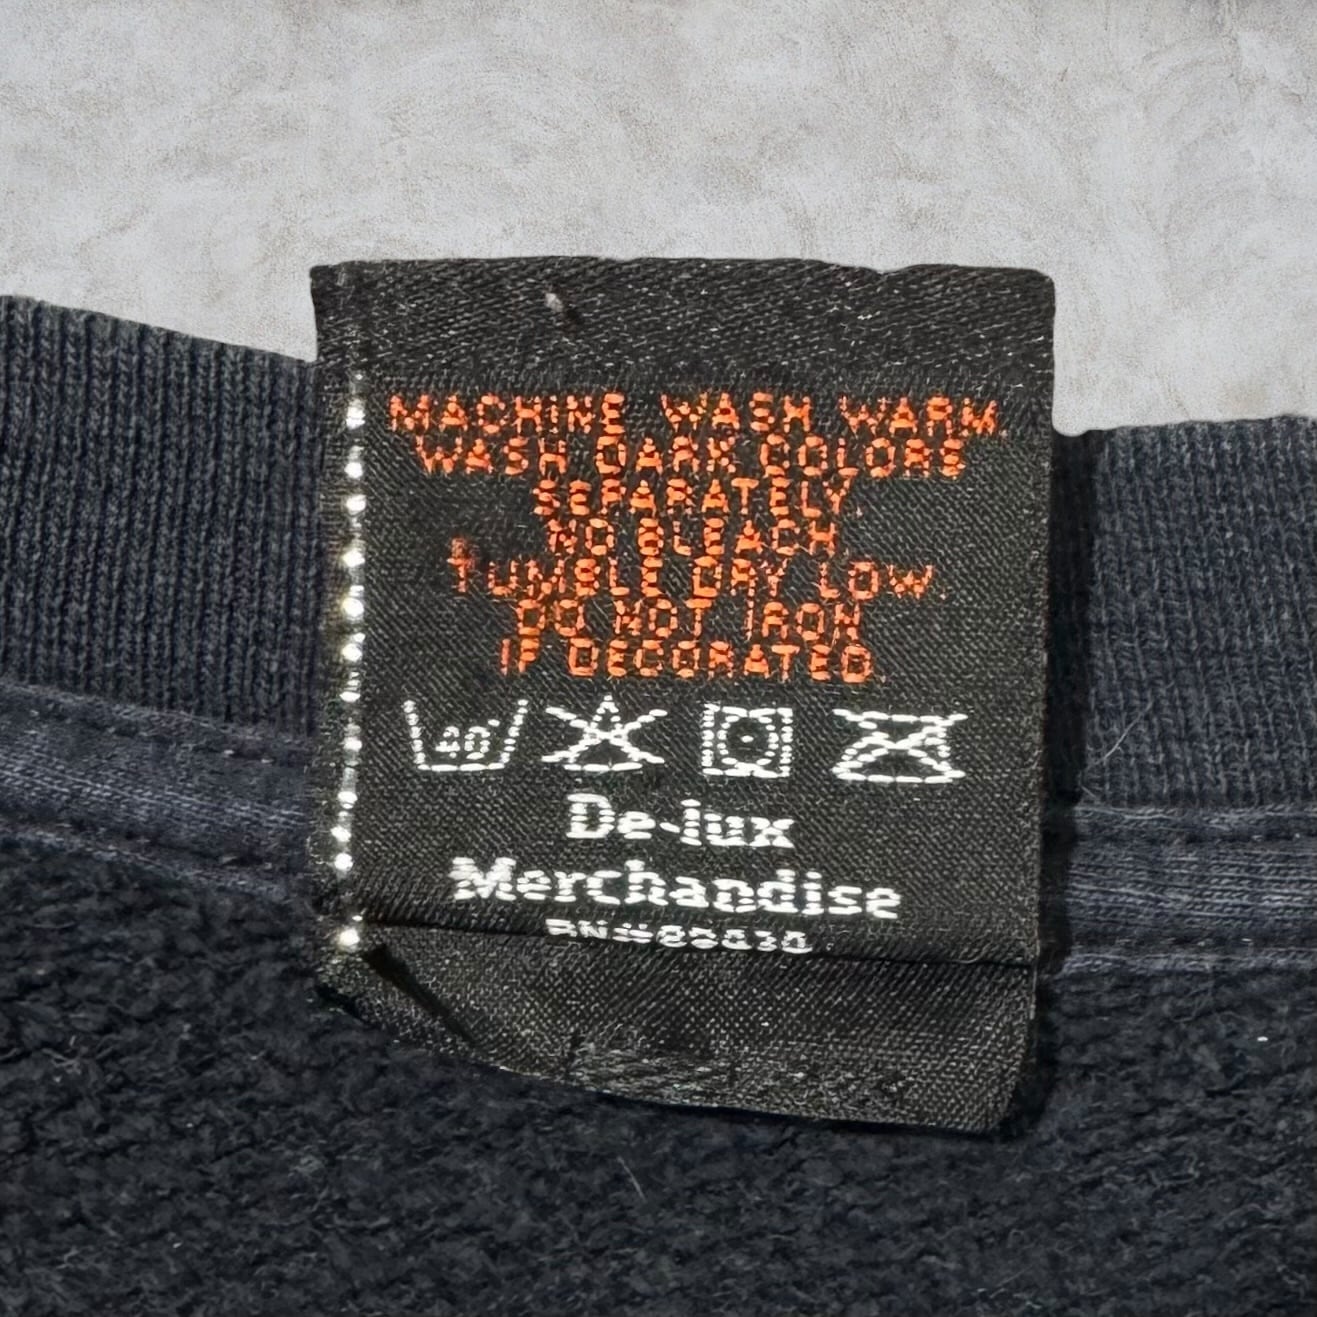 MACHINE WASH WARM.
WASH DARK COLORS
SEPARATELY.
NO BLEACH.
TUMBLE DRY LOW.
DO NOT IRON
IF DECORATED
40°
De-lux
Merchandise